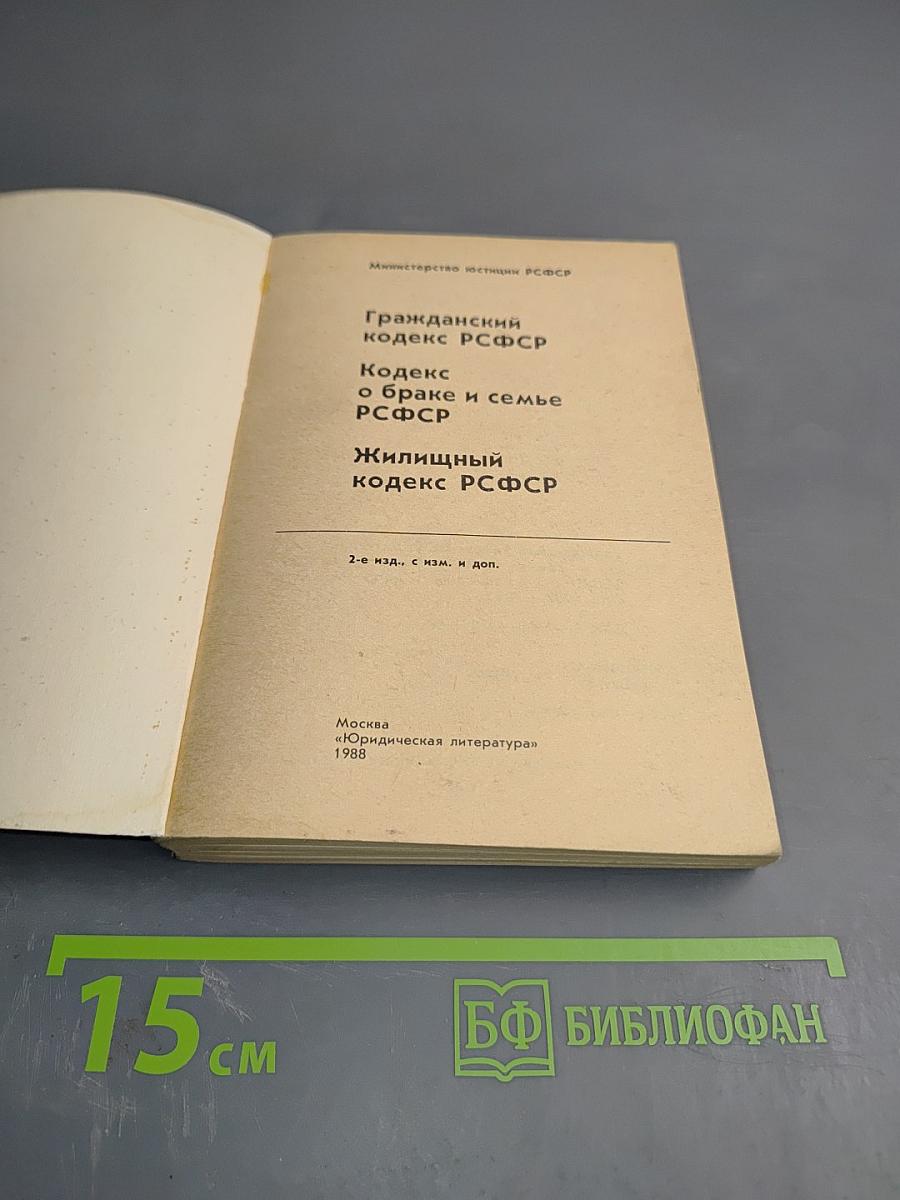 Министерство юстиции РСФСР
Гражданский
кодекс РСФСР
Кодекс
о браке и семье
РСФСР
Жилищный
кодекс РСФСР
2-е изд., с изм. и доп.
Москва
«Юридическая литература»
1988
15 см
БФ БИБЛИОФАН